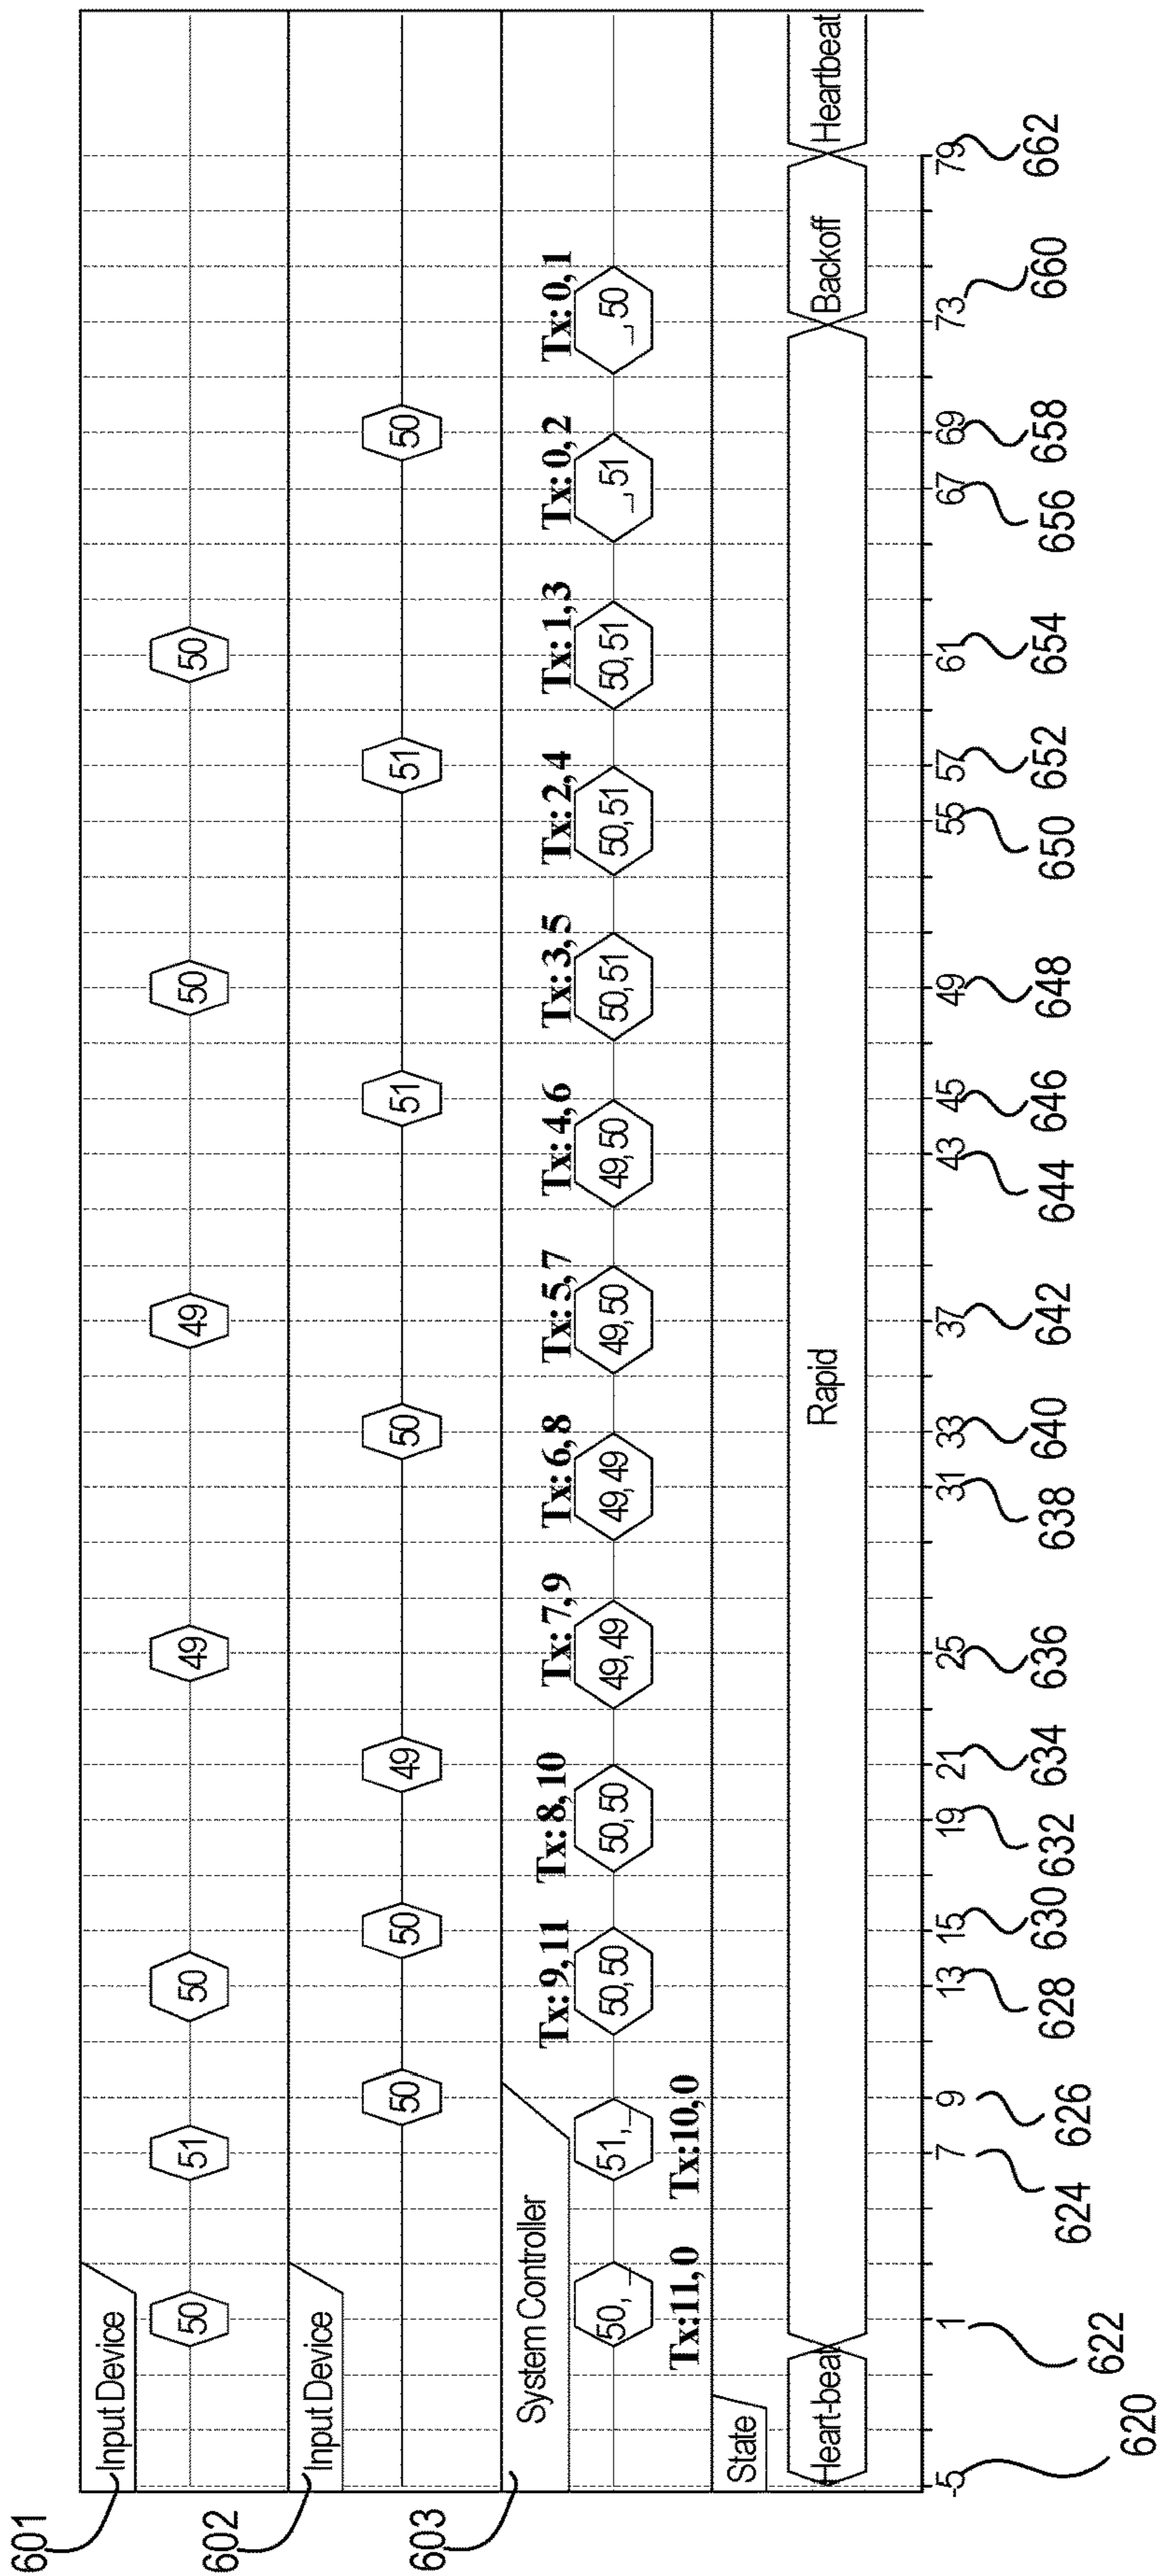 601
Input Device
50
51
50
49
49
50
50
602
Input Device
50
50
49
50
51
51
50
603
System Controller
Tx: 9,11
Tx: 8,10
Tx: 7,9
Tx: 6,8
Tx: 5,7
Tx: 4,6
Tx: 3,5
Tx: 2,4
Tx: 1,3
Tx: 0,2
Tx: 0,1
50,_
51,_
50, 50
50, 50
49, 49
49, 49
49, 50
49, 50
50, 51
50, 51
50, 51
_, 51
_, 50
Tx:11,0
Tx:10,0
State
Heart-beat
Rapid
Backoff
Heartbeat
-5 1 7 9 13 15 19 21 25 31 33 37 43 45 49 55 57 61 67 69 73 79
620 622 624 626 628 630 632 634 636 638 640 642 644 646 648 650 652 654 656 658 660 662